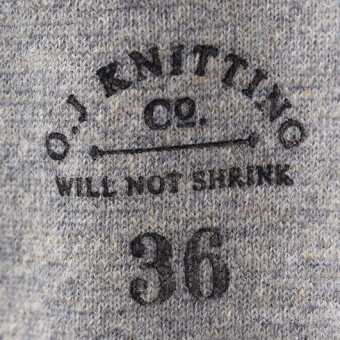 O.J KNITTING
CO.
WILL NOT SHRINK
36